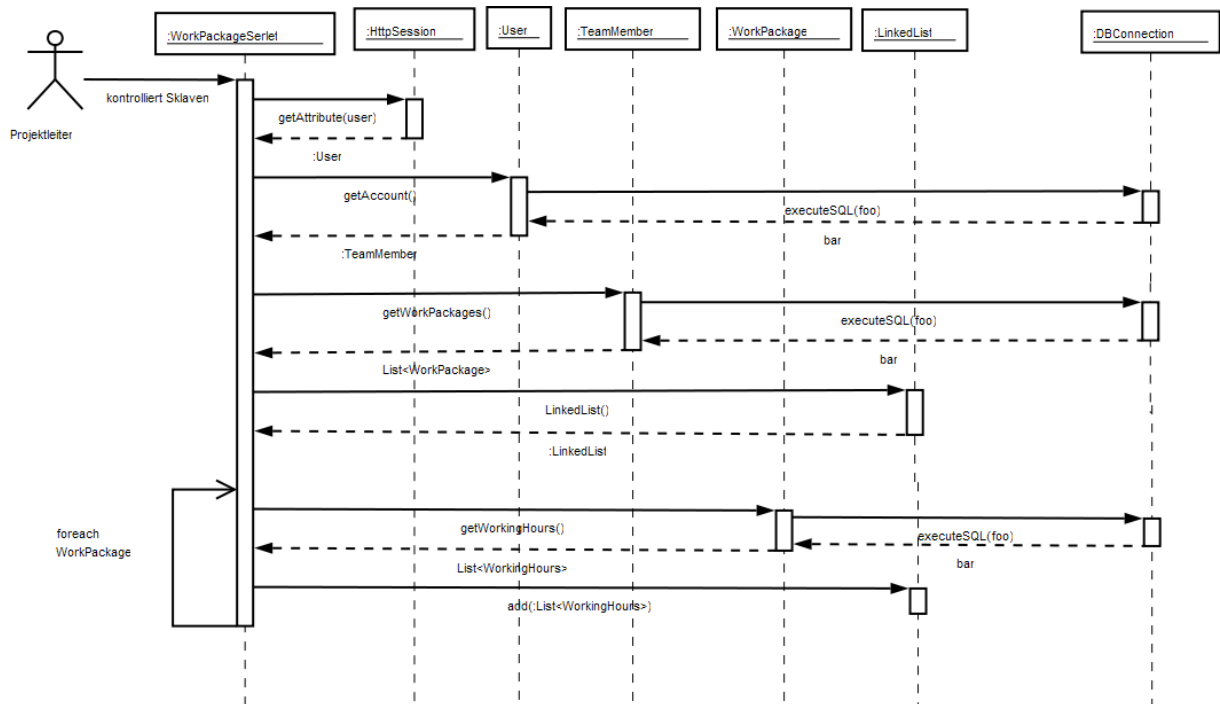 :WorkPackageSerlet
:HttpSession
:User
:TeamMember
:WorkPackage
:LinkedList
:DBConnection
kontrolliert Sklaven
Projektleiter
getAttribute(user)
:User
getAccount()
executeSQL(foo)
bar
:TeamMember
getWorkPackages()
executeSQL(foo)
bar
List<WorkPackage>
LinkedList()
:LinkedList
foreach
WorkPackage
getWorkingHours()
executeSQL(foo)
bar
List<WorkingHours>
add(:List<WorkingHours>)